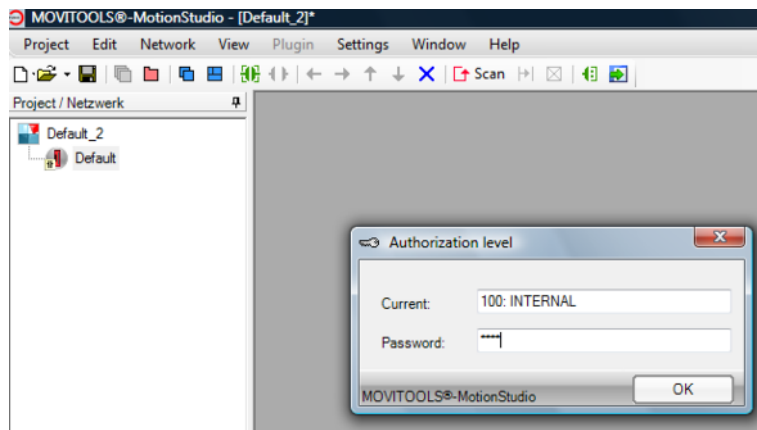 MOVITOOLS®-MotionStudio - [Default_2]*
Project Edit Network View Plugin Settings Window Help
Scan
Project / Netzwerk
Default_2
Default
Authorization level
Current: 100: INTERNAL
Password: ****
MOVITOOLS®-MotionStudio OK